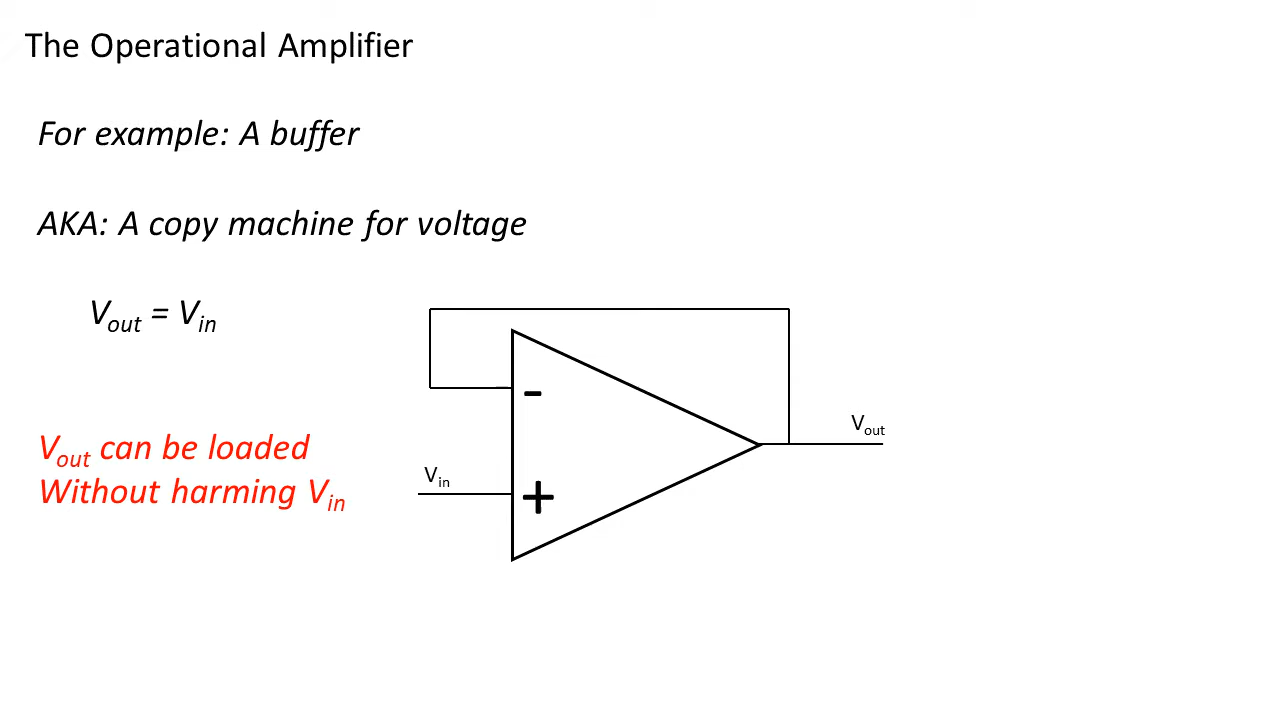 The Operational Amplifier
For example: A buffer
AKA: A copy machine for voltage
Vout = Vin
Vout can be loaded
Without harming Vin
-
+
Vin
Vout